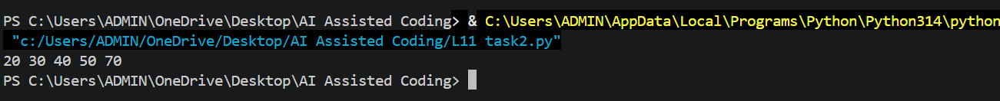 PS C:\Users\ADMIN\OneDrive\Desktop\AI Assisted Coding> & C:\Users\ADMIN\AppData\Local\Programs\Python\Python314\python
"c:/Users/ADMIN/OneDrive/Desktop/AI Assisted Coding/L11 task2.py"
20 30 40 50 70
PS C:\Users\ADMIN\OneDrive\Desktop\AI Assisted Coding>